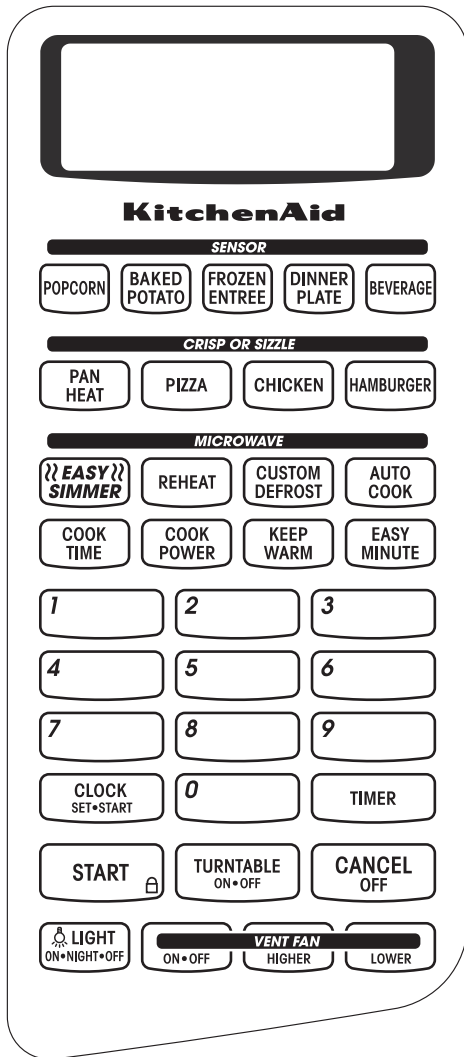 KitchenAid
SENSOR
POPCORN
BAKED
POTATO
FROZEN
ENTREE
DINNER
PLATE
BEVERAGE
CRISP OR SIZZLE
PAN
HEAT
PIZZA
CHICKEN
HAMBURGER
MICROWAVE
EASY
SIMMER
REHEAT
CUSTOM
DEFROST
AUTO
COOK
COOK
TIME
COOK
POWER
KEEP
WARM
EASY
MINUTE
1
2
3
4
5
6
7
8
9
CLOCK
SET•START
0
TIMER
START
TURNTABLE
ON•OFF
CANCEL
OFF
LIGHT
ON•NIGHT•OFF
VENT FAN
ON•OFF
HIGHER
LOWER